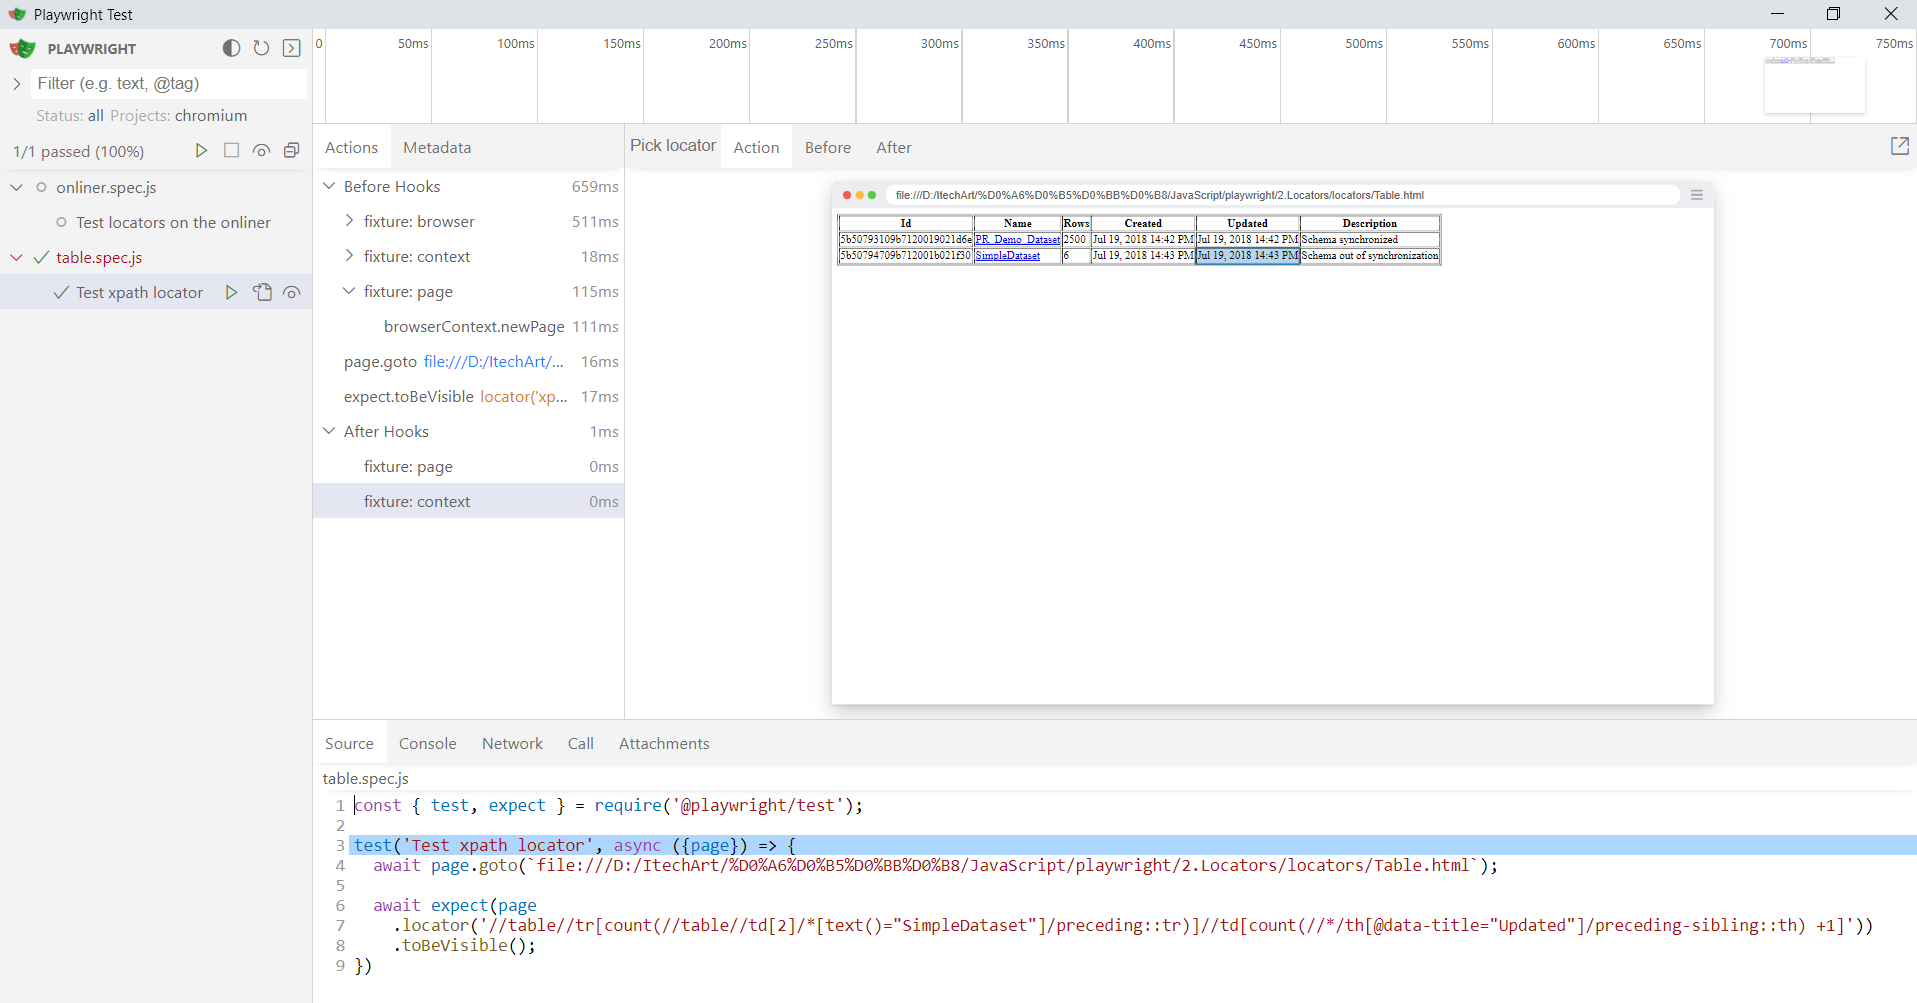 Playwright Test
PLAYWRIGHT
Filter (e.g. text, @tag)
Status: all Projects: chromium
1/1 passed (100%)
onliner.spec.js
Test locators on the onliner
table.spec.js
Test xpath locator
0 50ms 100ms 150ms 200ms 250ms 300ms 350ms 400ms 450ms 500ms 550ms 600ms 650ms 700ms 750ms
Actions Metadata
Before Hooks 659ms
fixture: browser 511ms
fixture: context 18ms
fixture: page 115ms
browserContext.newPage 111ms
page.goto file:///D:/ItechArt/... 16ms
expect.toBeVisible locator('xp... 17ms
After Hooks 1ms
fixture: page 0ms
fixture: context 0ms
Pick locator Action Before After
file:///D:/ItechArt/%D0%A6%D0%B5%D0%BB%D0%B8/JavaScript/playwright/2.Locators/locators/Table.html
Id Name Rows Created Updated Description
5b50793109b7120019021d6e PR_Demo_Dataset 2500 Jul 19, 2018 14:42 PM Jul 19, 2018 14:42 PM Schema synchronized
5b50794709b712001b021f30 SimpleDataset 6 Jul 19, 2018 14:43 PM Jul 19, 2018 14:43 PM Schema out of synchronization
Source Console Network Call Attachments
table.spec.js
1 const { test, expect } = require('@playwright/test');
2
3 test('Test xpath locator', async ({page}) => {
4 await page.goto(`file:///D:/ItechArt/%D0%A6%D0%B5%D0%BB%D0%B8/JavaScript/playwright/2.Locators/locators/Table.html`);
5
6 await expect(page
7 .locator('//table//tr[count(//table//td[2]/*[text()="SimpleDataset"]/preceding::tr)]//td[count(//*/th[@data-title="Updated"]/preceding-sibling::th) +1]'))
8 .toBeVisible();
9 })